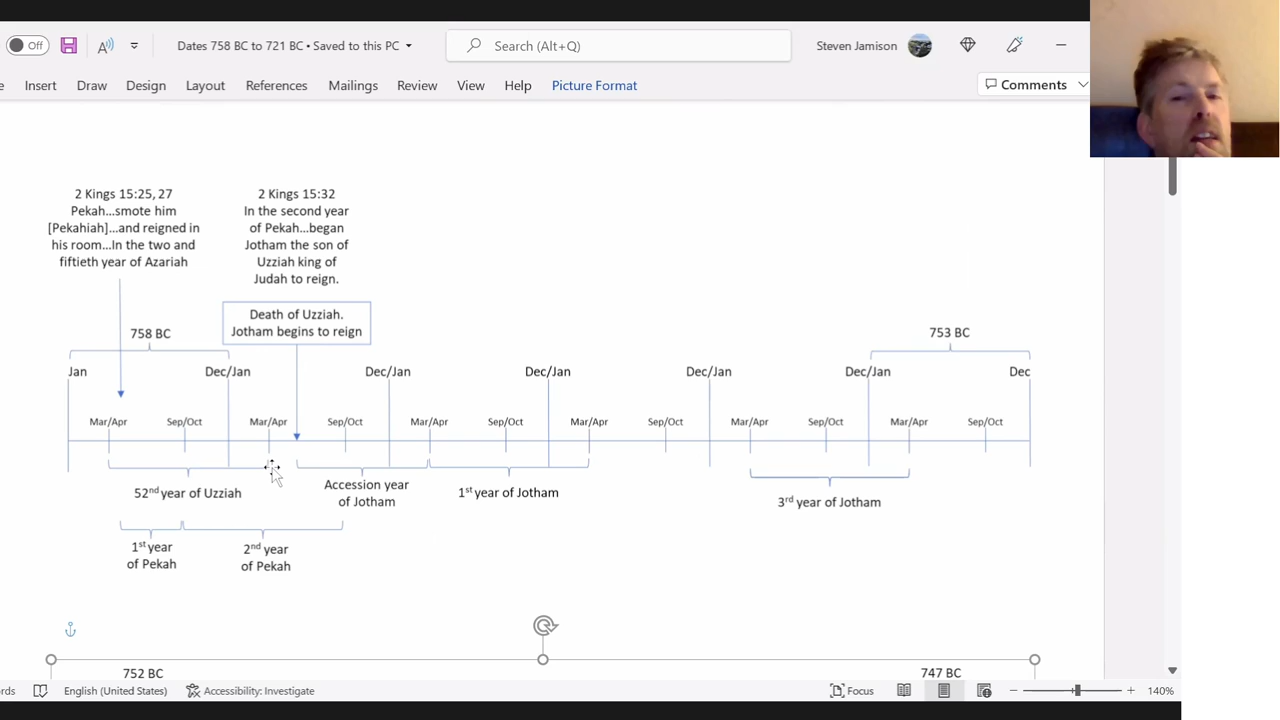 Off
Dates 758 BC to 721 BC • Saved to this PC
Search (Alt+Q)
Steven Jamison
Insert
Draw
Design
Layout
References
Mailings
Review
View
Help
Picture Format
Comments
2 Kings 15:25, 27
Pekah...smote him
[Pekahiah]...and reigned in
his room...In the two and
fiftieth year of Azariah
2 Kings 15:32
In the second year
of Pekah...began
Jotham the son of
Uzziah king of
Judah to reign.
Death of Uzziah.
Jotham begins to reign
758 BC
753 BC
Jan
Dec/Jan
Dec/Jan
Dec/Jan
Dec/Jan
Dec/Jan
Dec
Mar/Apr
Sep/Oct
Mar/Apr
Sep/Oct
Mar/Apr
Sep/Oct
Mar/Apr
Sep/Oct
Mar/Apr
Sep/Oct
Mar/Apr
Sep/Oct
52nd year of Uzziah
Accession year
of Jotham
1st year of Jotham
3rd year of Jotham
1st year
of Pekah
2nd year
of Pekah
752 BC
747 BC
English (United States)
Accessibility: Investigate
Focus
140%